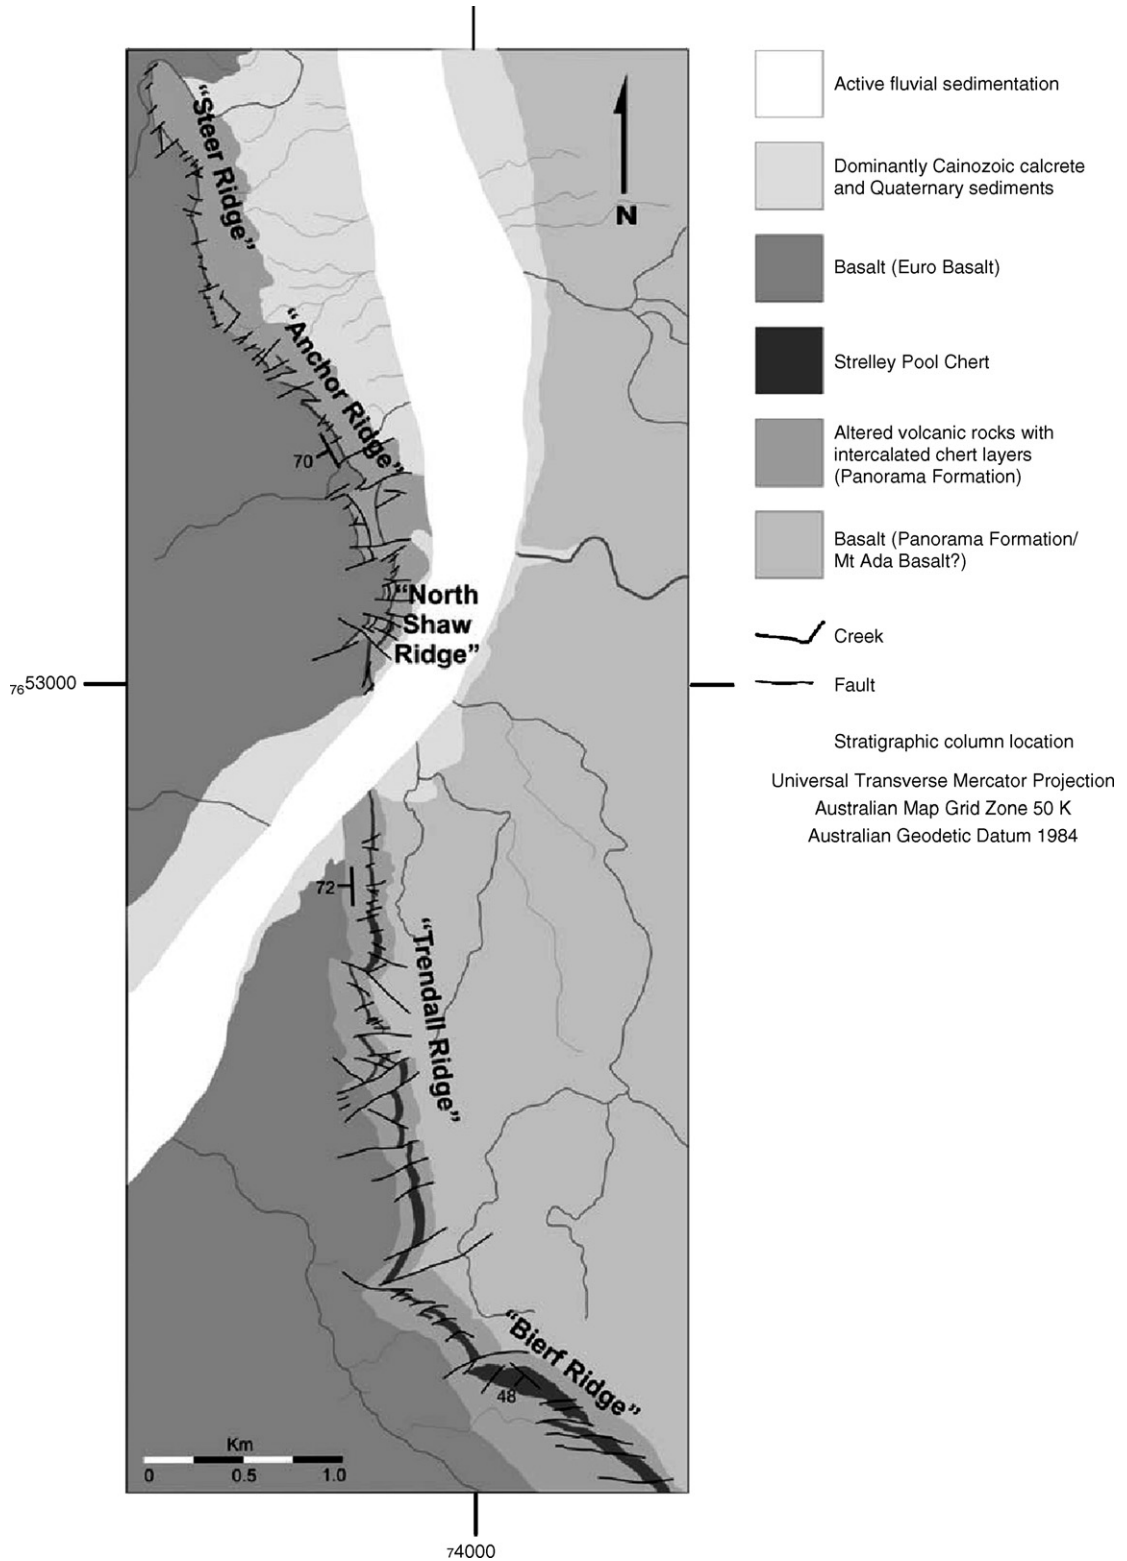 “Steer Ridge”
“Anchor Ridge”
N
70
“North
Shaw
Ridge”
7653000
72
“Trendall Ridge”
“Bierf Ridge”
48
Km
0 0.5 1.0
74000
Active fluvial sedimentation
Dominantly Cainozoic calcrete
and Quaternary sediments
Basalt (Euro Basalt)
Strelley Pool Chert
Altered volcanic rocks with
intercalated chert layers
(Panorama Formation)
Basalt (Panorama Formation/
Mt Ada Basalt?)
Creek
Fault
Stratigraphic column location
Universal Transverse Mercator Projection
Australian Map Grid Zone 50 K
Australian Geodetic Datum 1984